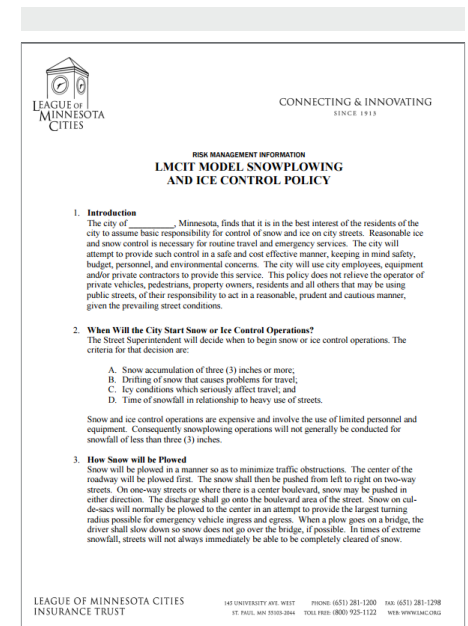 LEAGUE OF
MINNESOTA
CITIES
CONNECTING & INNOVATING
SINCE 1913
RISK MANAGEMENT INFORMATION
LMCIT MODEL SNOWPLOWING
AND ICE CONTROL POLICY
1. Introduction
The city of ________, Minnesota, finds that it is in the best interest of the residents of the
city to assume basic responsibility for control of snow and ice on city streets. Reasonable ice
and snow control is necessary for routine travel and emergency services. The city will
attempt to provide such control in a safe and cost effective manner, keeping in mind safety,
budget, personnel, and environmental concerns. The city will use city employees, equipment
and/or private contractors to provide this service. This policy does not relieve the operator of
private vehicles, pedestrians, property owners, residents and all others that may be using
public streets, of their responsibility to act in a reasonable, prudent and cautious manner,
given the prevailing street conditions.
2. When Will the City Start Snow or Ice Control Operations?
The Street Superintendent will decide when to begin snow or ice control operations. The
criteria for that decision are:
A. Snow accumulation of three (3) inches or more;
B. Drifting of snow that causes problems for travel;
C. Icy conditions which seriously affect travel; and
D. Time of snowfall in relationship to heavy use of streets.
Snow and ice control operations are expensive and involve the use of limited personnel and
equipment. Consequently snowplowing operations will not generally be conducted for
snowfall of less than three (3) inches.
3. How Snow will be Plowed
Snow will be plowed in a manner so as to minimize traffic obstructions. The center of the
roadway will be plowed first. The snow shall then be pushed from left to right on two-way
streets. On one-way streets or where there is a center boulevard, snow may be pushed in
either direction. The discharge shall go onto the boulevard area of the street. Snow on cul-
de-sacs will normally be plowed to the center in an attempt to provide the largest turning
radius possible for emergency vehicle ingress and egress. When a plow goes on a bridge, the
driver shall slow down so snow does not go over the bridge, if possible. In times of extreme
snowfall, streets will not always immediately be able to be completely cleared of snow.
LEAGUE OF MINNESOTA CITIES
INSURANCE TRUST
145 UNIVERSITY AVE. WEST PHONE: (651) 281-1200 FAX: (651) 281-1298
ST. PAUL, MN 55103-2044 TOLL FREE: (800) 925-1122 WEB: WWW.LMC.ORG